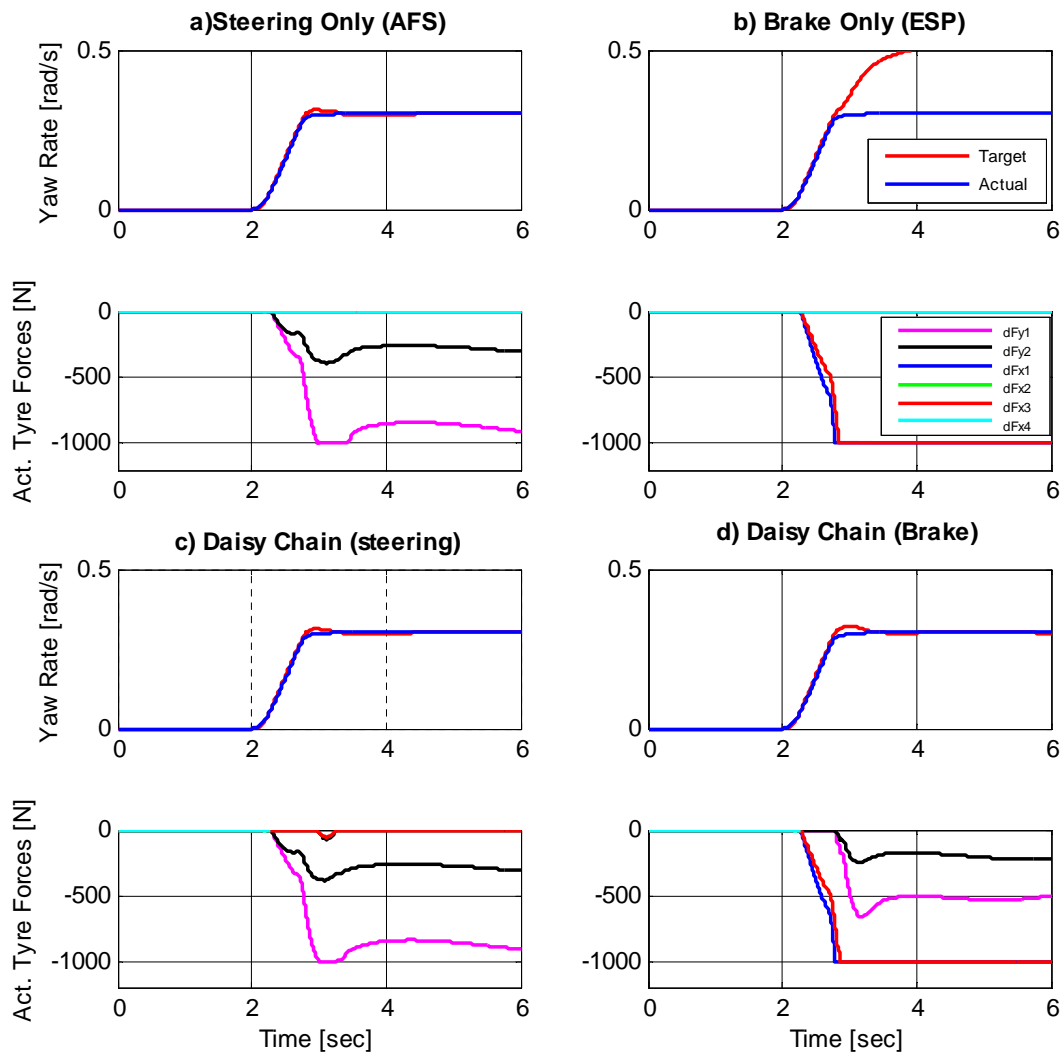 a)Steering Only (AFS)
b) Brake Only (ESP)
Yaw Rate [rad/s]
0.5
0
0 2 4 6
0.5
0
0 2 4 6
Target
Actual
Act. Tyre Forces [N]
0
-500
-1000
0 2 4 6
0
-500
-1000
0 2 4 6
dFy1
dFy2
dFx1
dFx2
dFx3
dFx4
c) Daisy Chain (steering)
d) Daisy Chain (Brake)
Yaw Rate [rad/s]
0.5
0
0 2 4 6
0.5
0
0 2 4 6
Act. Tyre Forces [N]
0
-500
-1000
0 2 4 6
Time [sec]
0
-500
-1000
0 2 4 6
Time [sec]